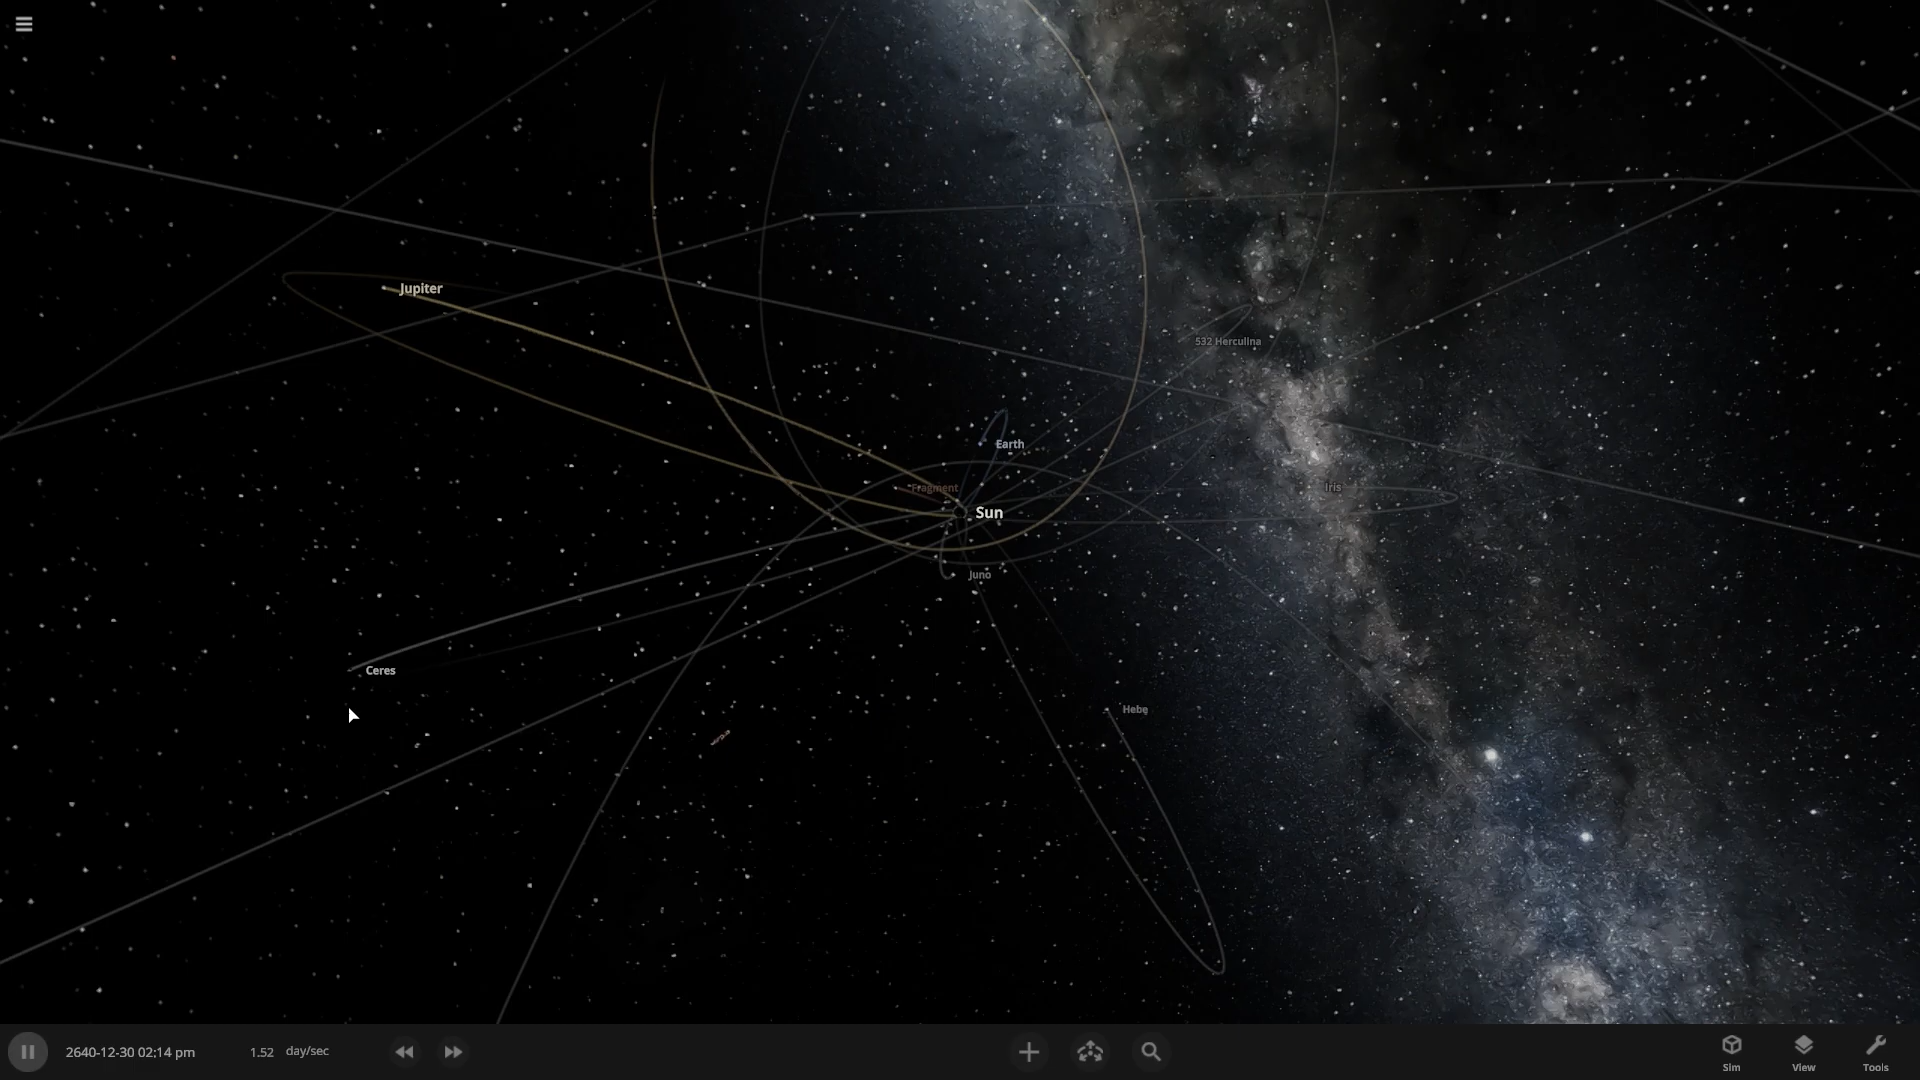 Jupiter
532 Herculina
Earth
Fragment
Iris
Sun
Juno
Ceres
Hebe
2640-12-30 02:14 pm
1.52 day/sec
Sim
View
Tools